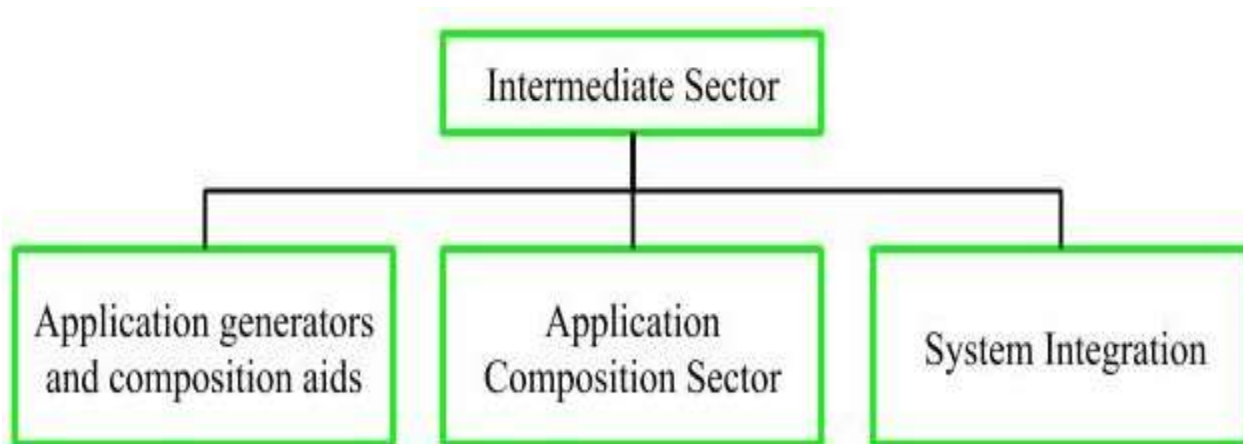 Intermediate Sector
Application generators
and composition aids
Application
Composition Sector
System Integration